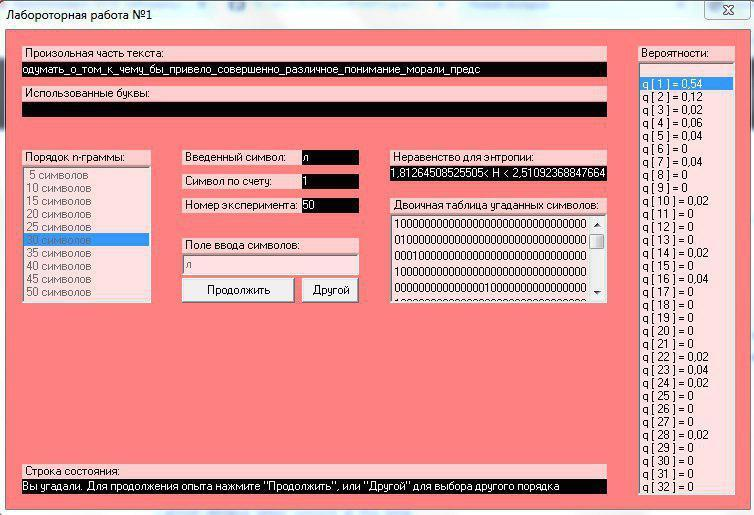 Лабороторная работа №1
Произольная часть текста:
одумать_о_том_к_чему_бы_привело_совершенно_различное_понимание_морали_предс
Использованные буквы:
Порядок n-граммы:
5 символов
10 символов
15 символов
20 символов
25 символов
30 символов
35 символов
40 символов
45 символов
50 символов
Введенный символ: л
Символ по счету: 1
Номер эксперимента: 50
Поле ввода символов:
л
Продолжить Другой
Неравенство для энтропии:
1,81264508525505< H < 2,51092368847664
Двоичная таблица угаданных символов:
10000000000000000000000000000000
01000000000000000000000000000000
00010000000000000000000000000000
10000000000000000000000000000000
00000000000000010000000000000000
Вероятности:
q [ 1 ] = 0,54
q [ 2 ] = 0,12
q [ 3 ] = 0,02
q [ 4 ] = 0,06
q [ 5 ] = 0,04
q [ 6 ] = 0
q [ 7 ] = 0,04
q [ 8 ] = 0
q [ 9 ] = 0
q [ 10 ] = 0,02
q [ 11 ] = 0
q [ 12 ] = 0
q [ 13 ] = 0
q [ 14 ] = 0,02
q [ 15 ] = 0
q [ 16 ] = 0,04
q [ 17 ] = 0
q [ 18 ] = 0
q [ 19 ] = 0
q [ 20 ] = 0
q [ 21 ] = 0
q [ 22 ] = 0,02
q [ 23 ] = 0,04
q [ 24 ] = 0,02
q [ 25 ] = 0
q [ 26 ] = 0
q [ 27 ] = 0
q [ 28 ] = 0,02
q [ 29 ] = 0
q [ 30 ] = 0
q [ 31 ] = 0
q [ 32 ] = 0
Строка состояния:
Вы угадали. Для продолжения опыта нажмите "Продолжить", или "Другой" для выбора другого порядка